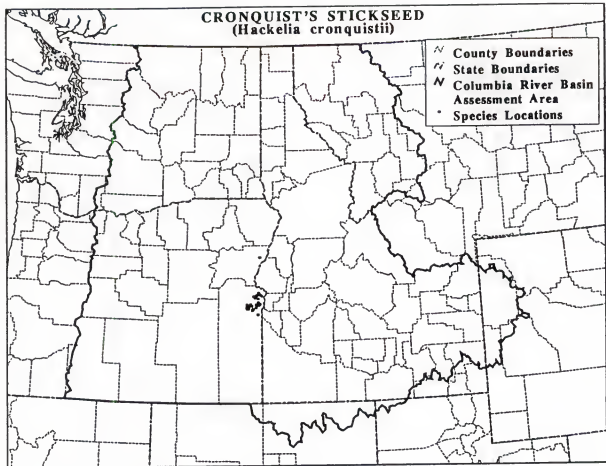 CRONQUIST'S STICKSEED
(Hackelia cronquistii)
County Boundaries
State Boundaries
Columbia River Basin
Assessment Area
Species Locations